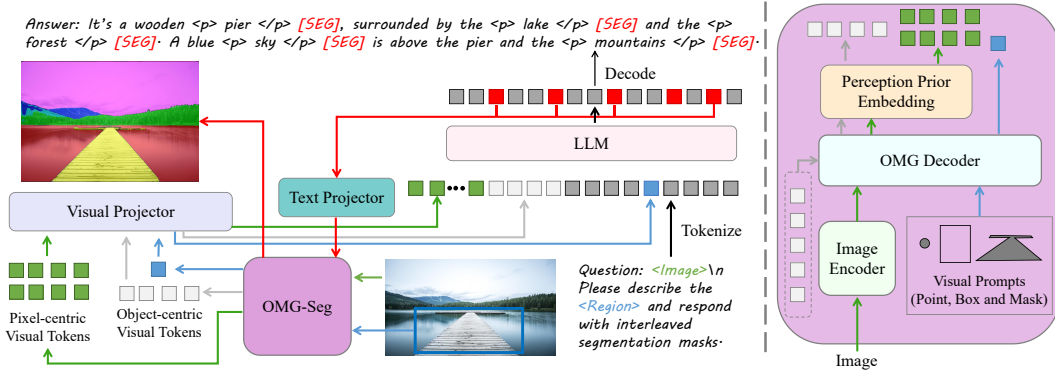 Answer: It's a wooden <p> pier </p> [SEG], surrounded by the <p> lake </p> [SEG] and the <p>
forest </p> [SEG]. A blue <p> sky </p> [SEG] is above the pier and the <p> mountains </p> [SEG].
Decode
LLM
Text Projector
Visual Projector
Tokenize
OMG-Seg
Pixel-centric
Visual Tokens
Object-centric
Visual Tokens
Question: <Image>\n
Please describe the
<Region> and respond
with interleaved
segmentation masks.
Perception Prior
Embedding
OMG Decoder
Image
Encoder
Visual Prompts
(Point, Box and Mask)
Image